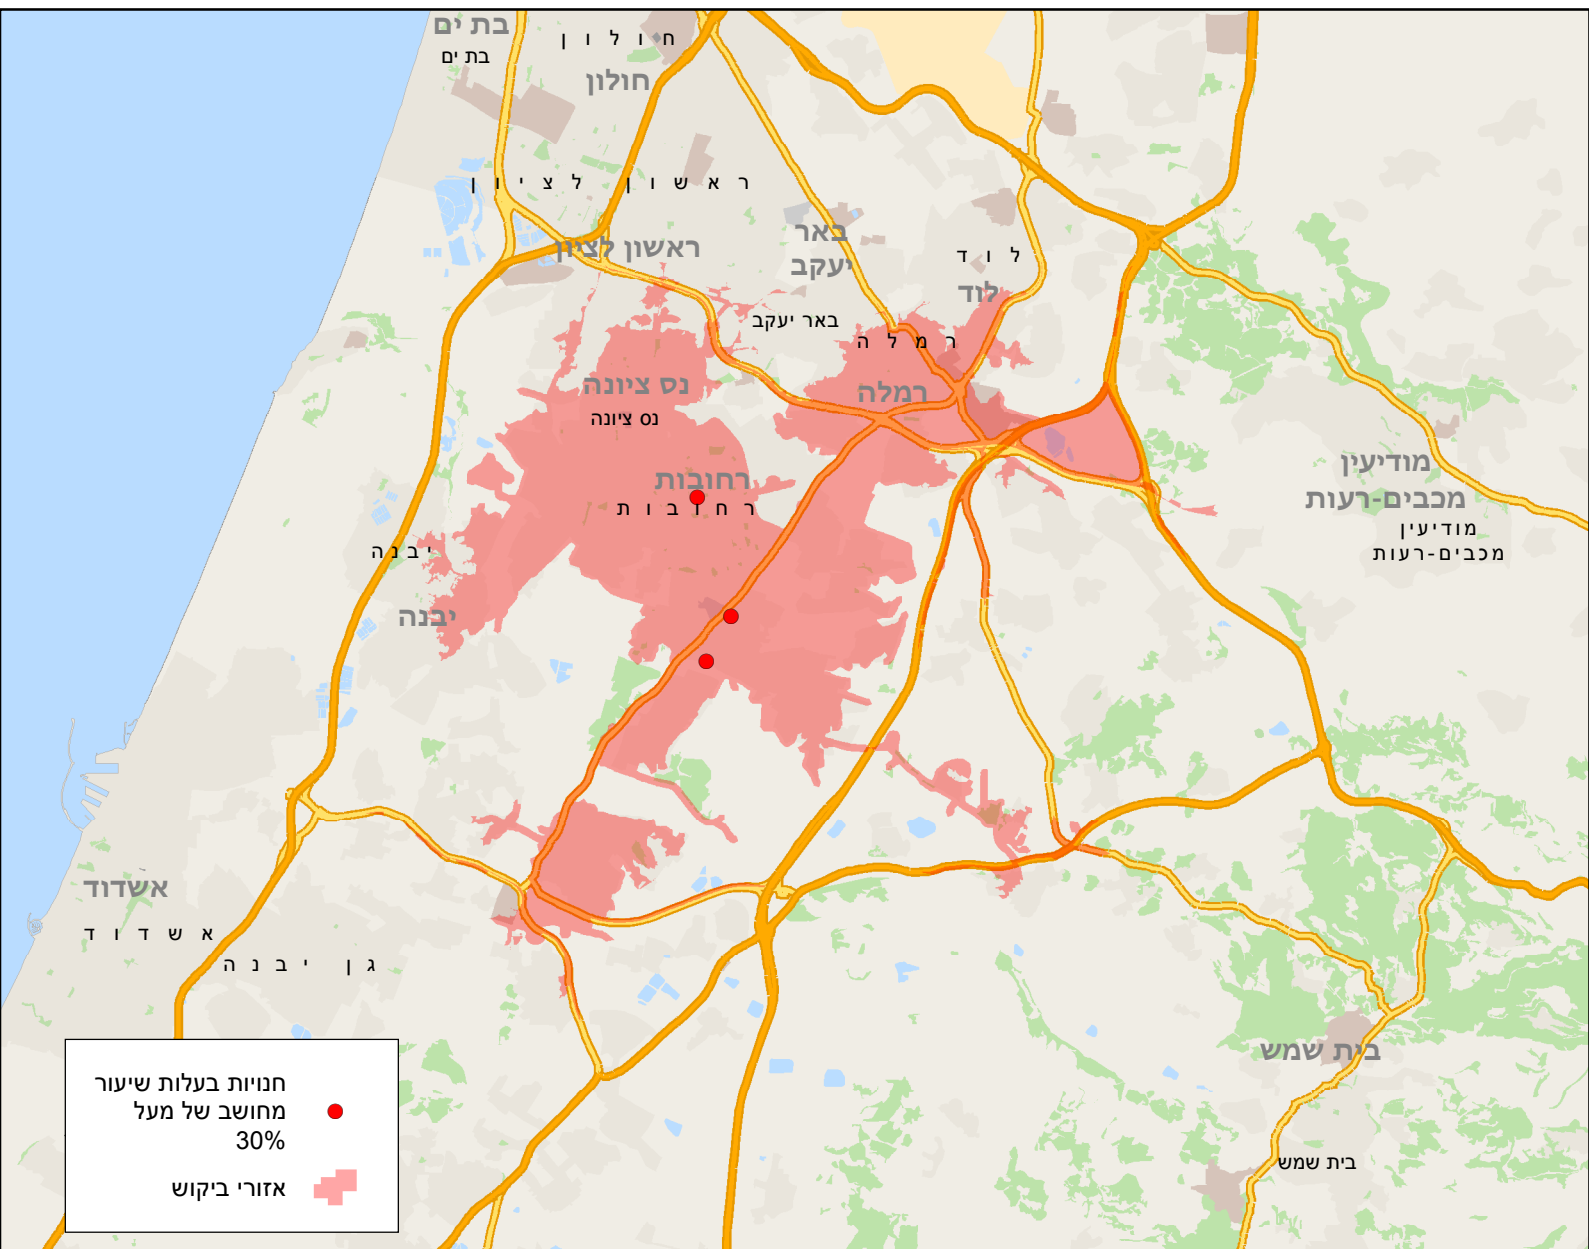 בת ים
בת ים
חולון
חולון
ראשון לציון
ראשון לציון
באר
יעקב
באר יעקב
לוד
לוד
רמלה
רמלה
נס ציונה
נס ציונה
רחובות
רחובות
יבנה
יבנה
מודיעין
מכבים-רעות
מודיעין
מכבים-רעות
אשדוד
אשדוד
גן יבנה
בית שמש
בית שמש
חנויות בעלות שיעור
מחושב של מעל
30%
אזורי ביקוש